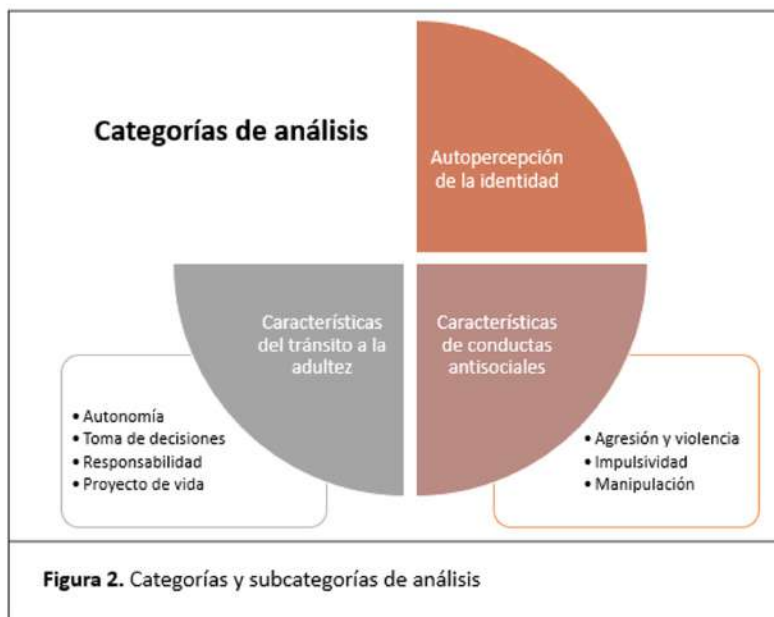 Categorías de análisis
Autopercepción
de la identidad
Características
del tránsito a la
adultez
Características
de conductas
antisociales
• Autonomía
• Toma de decisiones
• Responsabilidad
• Proyecto de vida
• Agresión y violencia
• Impulsividad
• Manipulación
Figura 2. Categorías y subcategorías de análisis